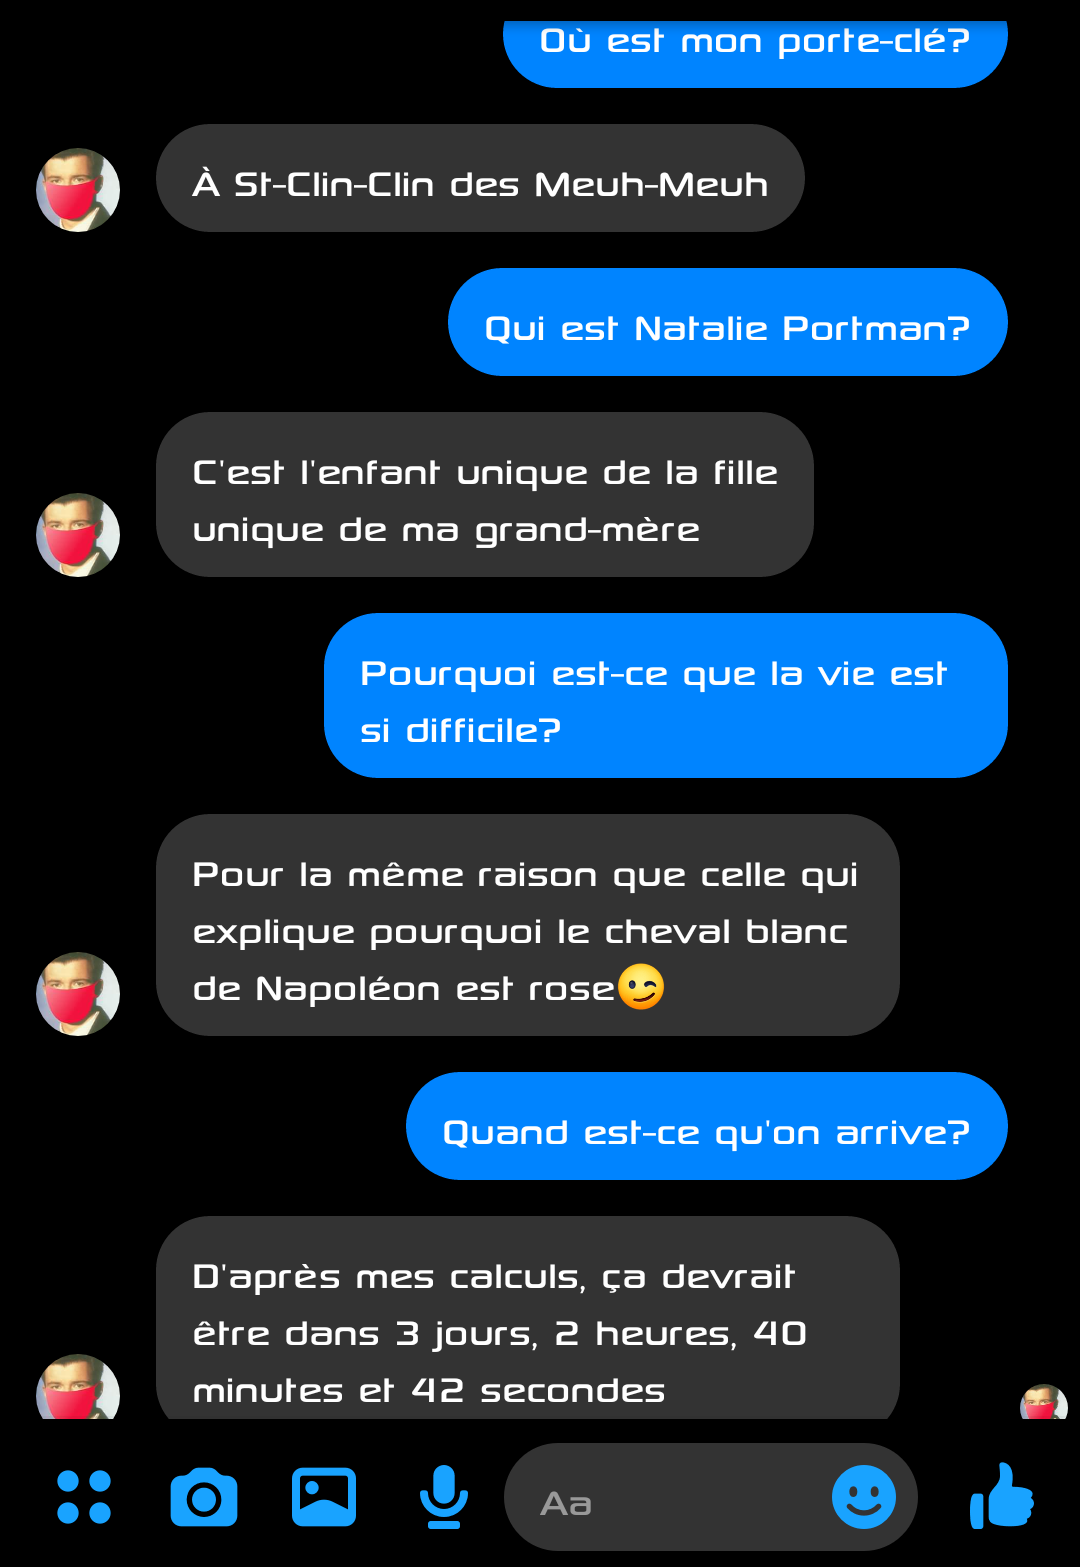 Où est mon porte-clé?
À St-Clin-Clin des Meuh-Meuh
Qui est Natalie Portman?
C'est l'enfant unique de la fille
unique de ma grand-mère
Pourquoi est-ce que la vie est
si difficile?
Pour la même raison que celle qui
explique pourquoi le cheval blanc
de Napoléon est rose😉
Quand est-ce qu'on arrive?
D'après mes calculs, ça devrait
être dans 3 jours, 2 heures, 40
minutes et 42 secondes
Aa